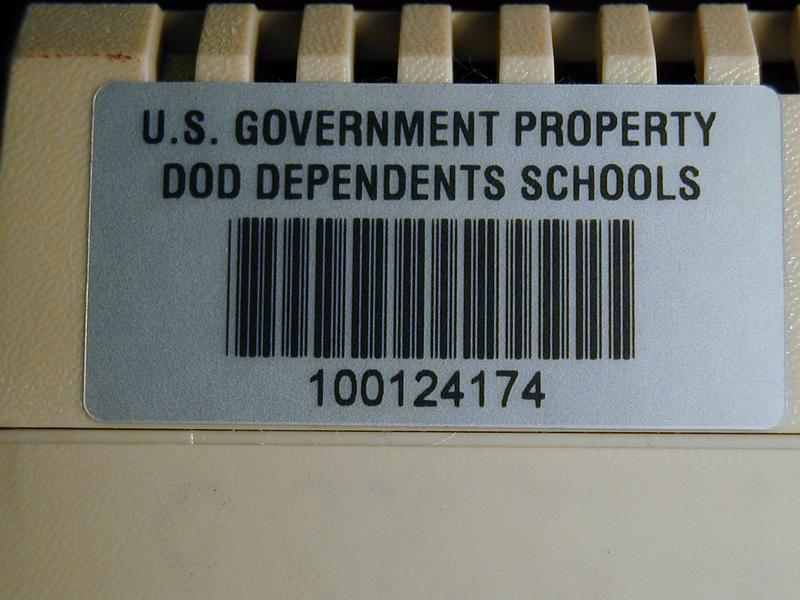 U.S. GOVERNMENT PROPERTY
DOD DEPENDENTS SCHOOLS
100124174